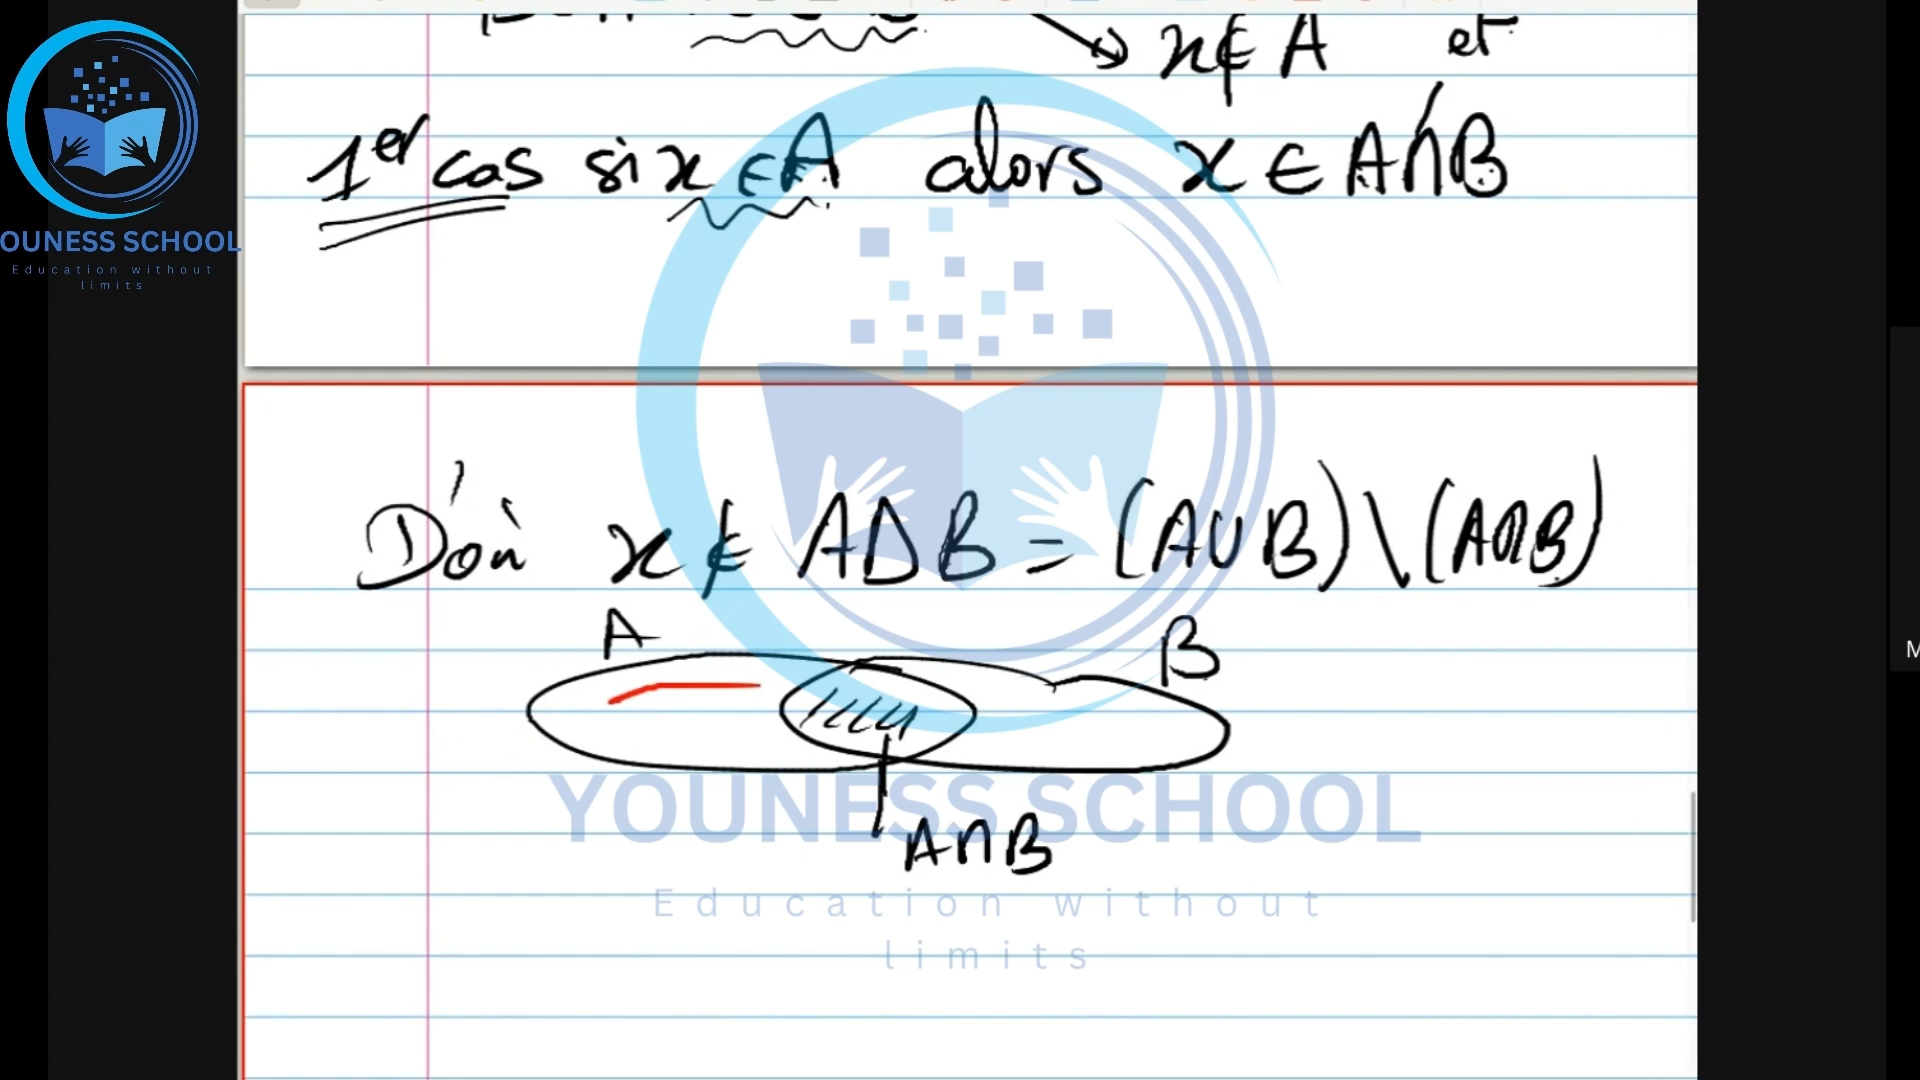 x ∉ A et
1er cas si x ∈ A alors x ∈ A∩B
D'où x ∉ AΔB = (A∪B)\(A∩B)
A B
A∩B
OUNESS SCHOOL
Education without
limits
YOUNESS SCHOOL
Education without
limits
M